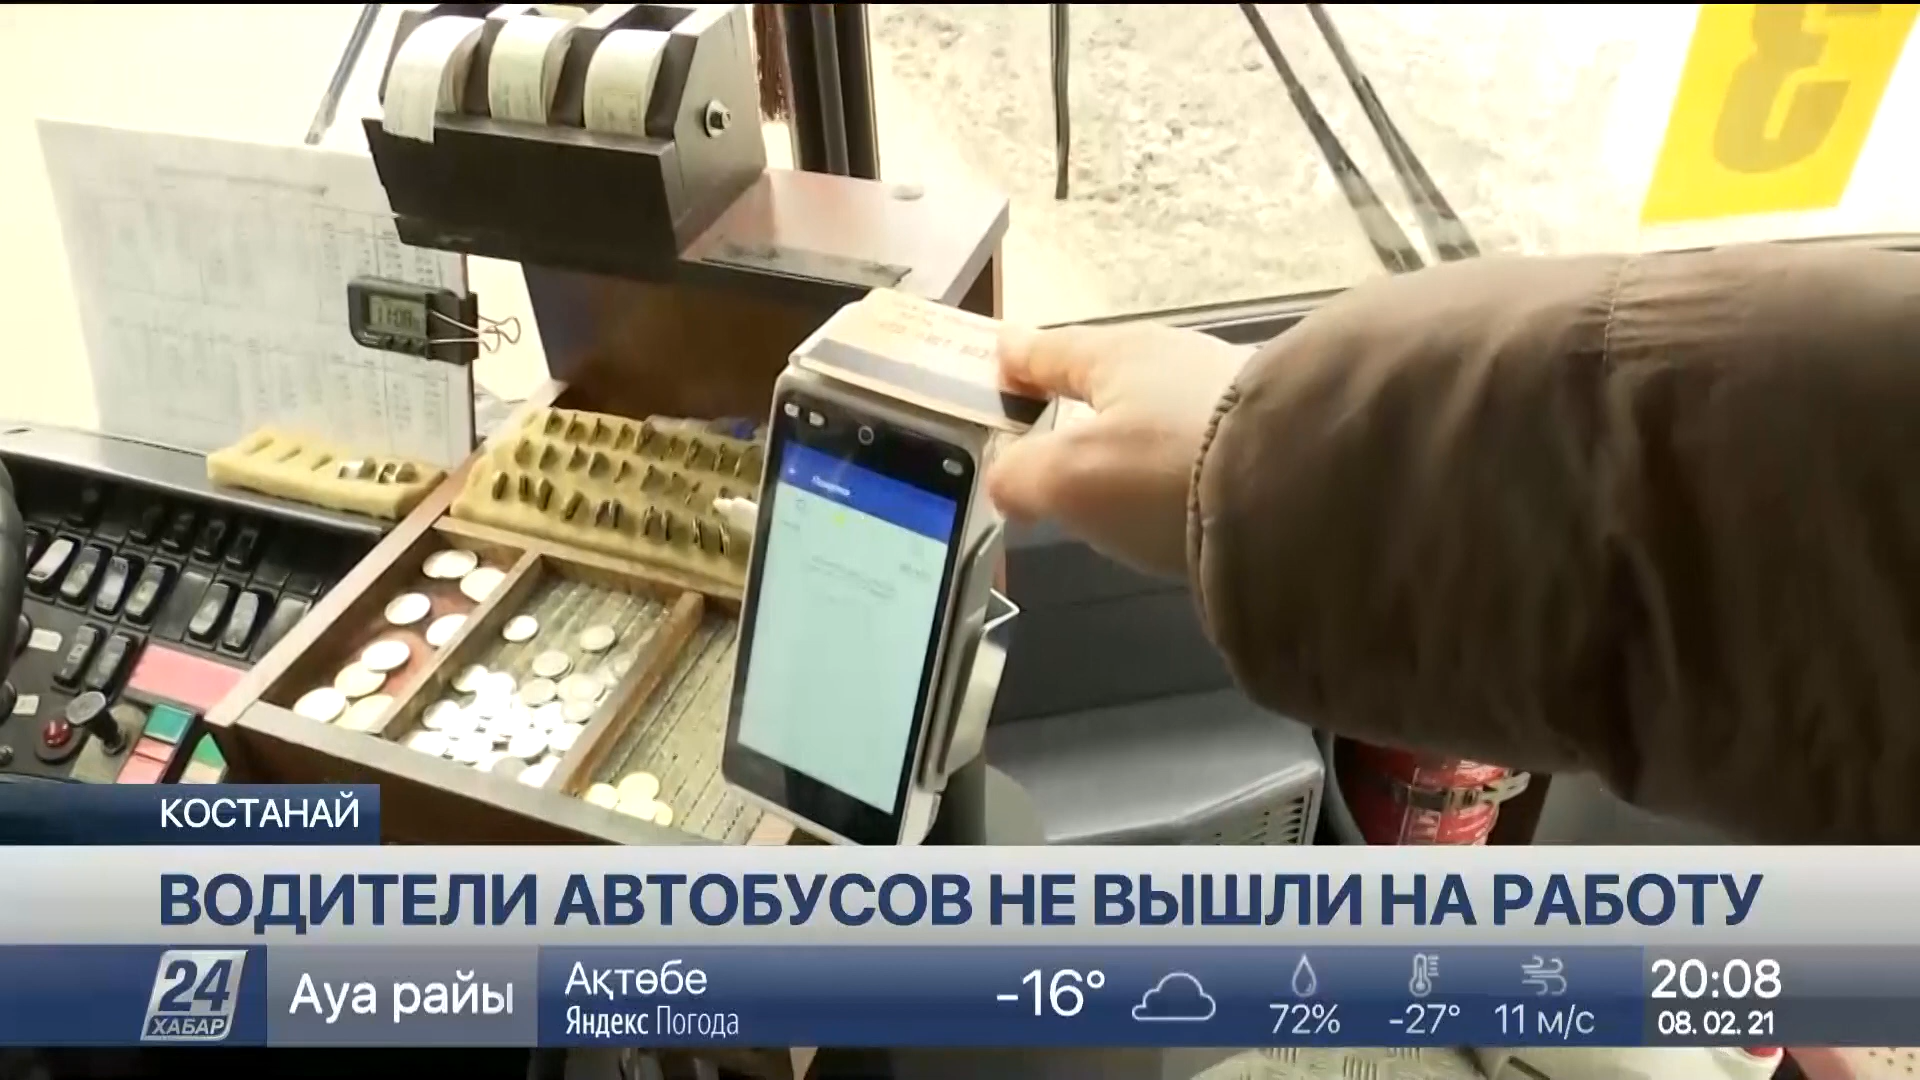 КОСТАНАЙ
ВОДИТЕЛИ АВТОБУСОВ НЕ ВЫШЛИ НА РАБОТУ
24 ХАБАР
Ауа райы
Ақтөбе
Яндекс Погода
-16°
72%
-27°
11 м/с
20:08
08. 02. 21